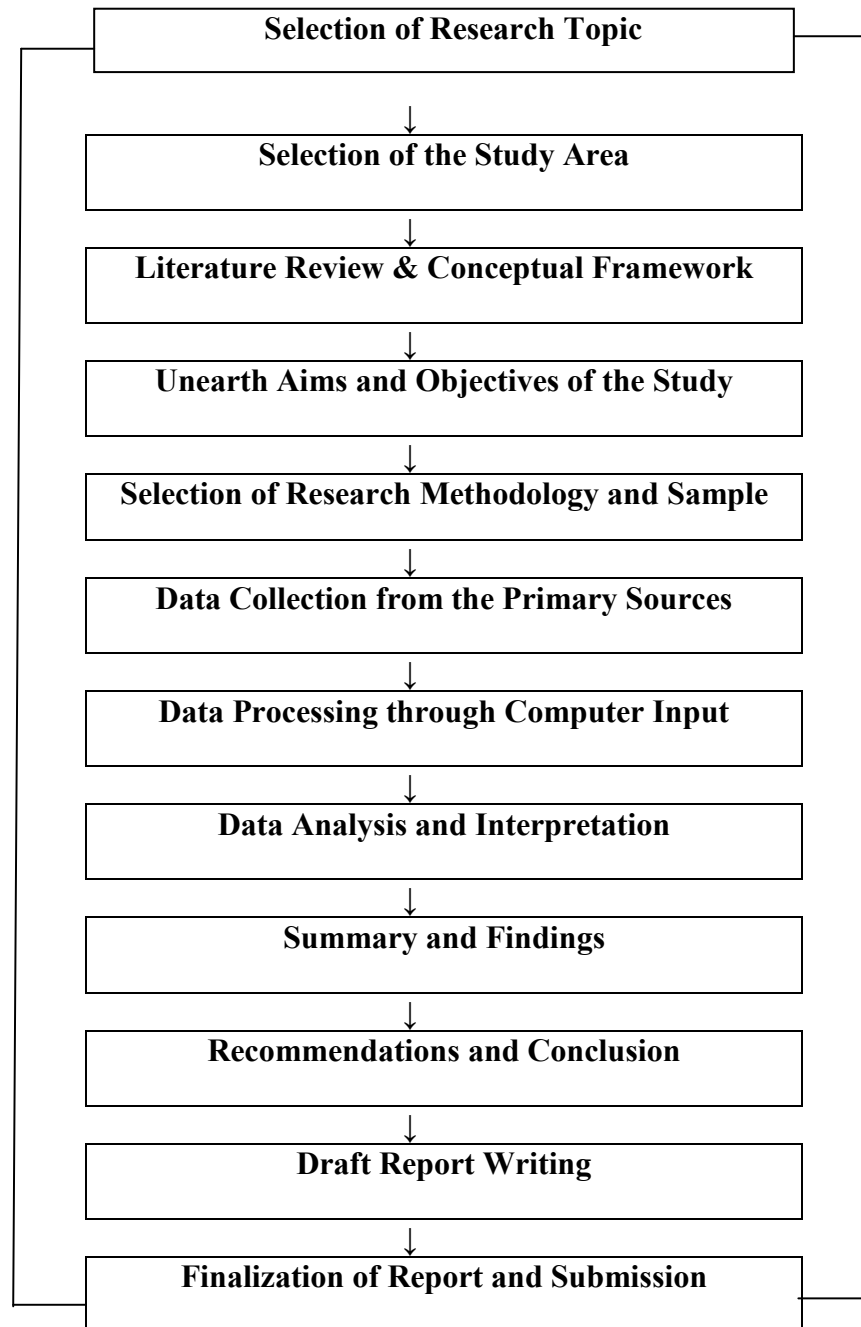 Selection of Research Topic
↓
Selection of the Study Area
↓
Literature Review & Conceptual Framework
↓
Unearth Aims and Objectives of the Study
↓
Selection of Research Methodology and Sample
↓
Data Collection from the Primary Sources
↓
Data Processing through Computer Input
↓
Data Analysis and Interpretation
↓
Summary and Findings
↓
Recommendations and Conclusion
↓
Draft Report Writing
↓
Finalization of Report and Submission